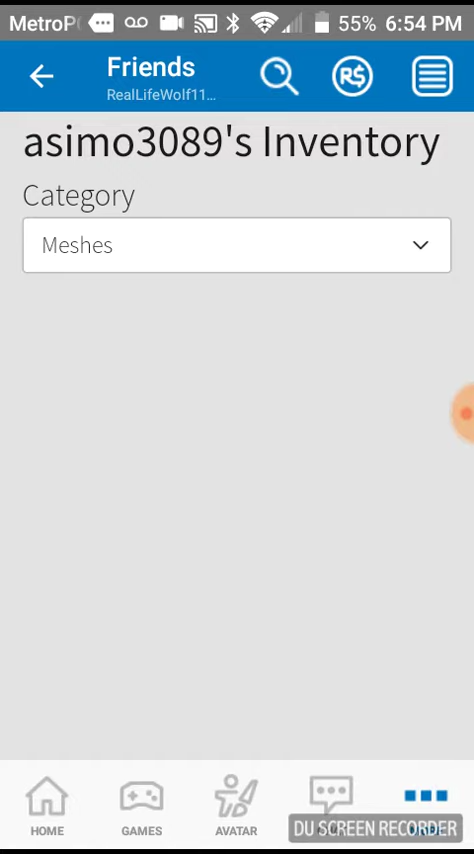 MetroP 55% 6:54 PM
Friends
RealLifeWolf11...
R$
asimo3089's Inventory
Category
Meshes
HOME GAMES AVATAR
DU SCREEN RECORDER